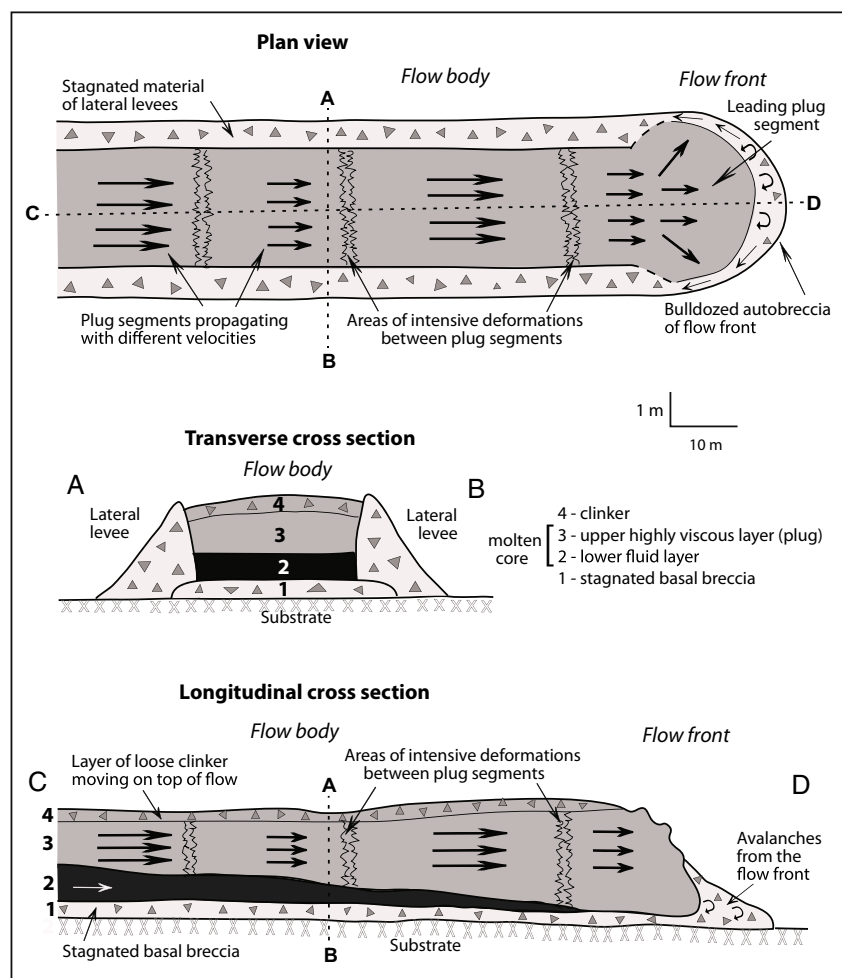 Plan view
Flow body
Flow front
Stagnated material
of lateral levees
A
Leading plug
segment
C
D
Plug segments propagating
with different velocities
Areas of intensive deformations
between plug segments
Bulldozed autobreccia
of flow front
B
1 m
10 m
Transverse cross section
Flow body
A
B
Lateral
levee
Lateral
levee
4
3
2
1
Substrate
4 - clinker
molten
core
3 - upper highly viscous layer (plug)
2 - lower fluid layer
1 - stagnated basal breccia
Longitudinal cross section
Flow body
Flow front
Layer of loose clinker
moving on top of flow
Areas of intensive deformations
between plug segments
C
A
D
4
3
2
1
Avalanches
from the
flow front
Stagnated basal breccia
B
Substrate